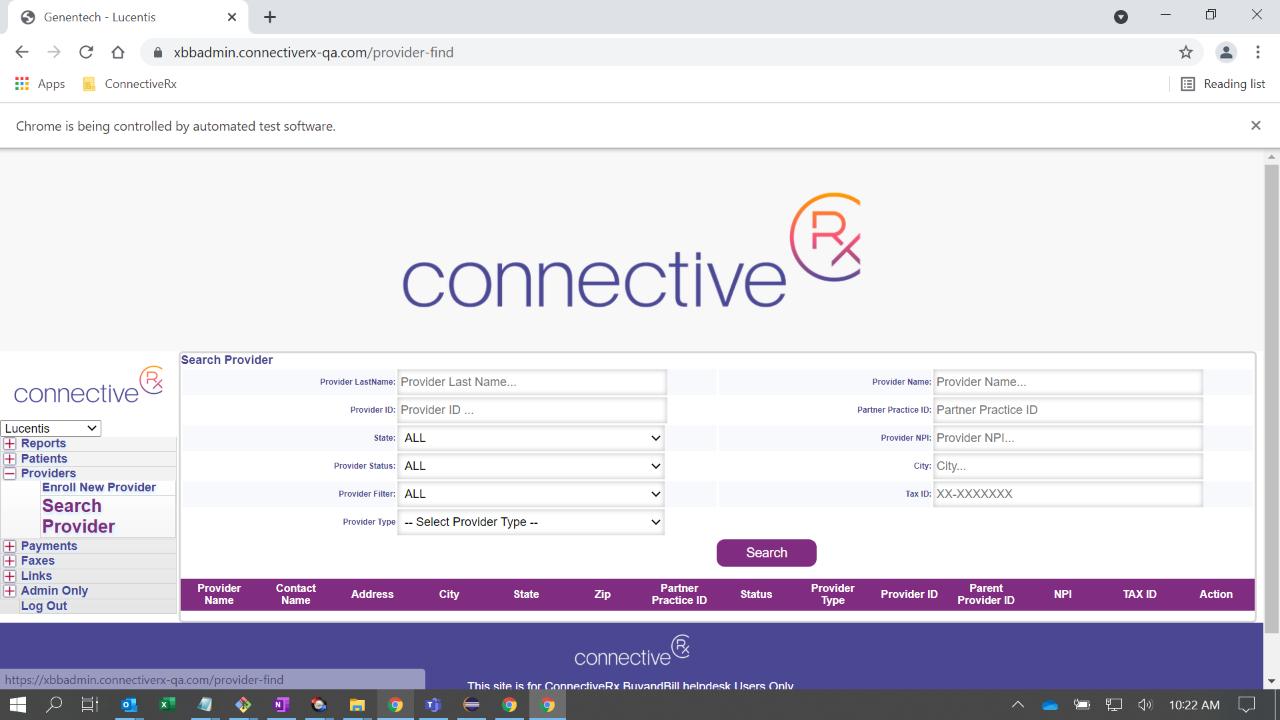 Genentech - Lucentis
xbbadmin.connectiverx-qa.com/provider-find
Apps
ConnectiveRx
Reading list
Chrome is being controlled by automated test software.
connective Rx
connective Rx
Lucentis
Reports
Patients
Providers
Enroll New Provider
Search
Provider
Payments
Faxes
Links
Admin Only
Log Out
Search Provider
Provider LastName: Provider Last Name...
Provider Name: Provider Name...
Provider ID: Provider ID ...
Partner Practice ID: Partner Practice ID
State: ALL
Provider NPI: Provider NPI...
Provider Status: ALL
City: City...
Provider Filter: ALL
Tax ID: XX-XXXXXXX
Provider Type -- Select Provider Type --
Search
Provider Name
Contact Name
Address
City
State
Zip
Partner Practice ID
Status
Provider Type
Provider ID
Parent Provider ID
NPI
TAX ID
Action
connective Rx
This site is for ConnectiveRx BuyandBill helpdesk Users Only
https://xbbadmin.connectiverx-qa.com/provider-find
10:22 AM